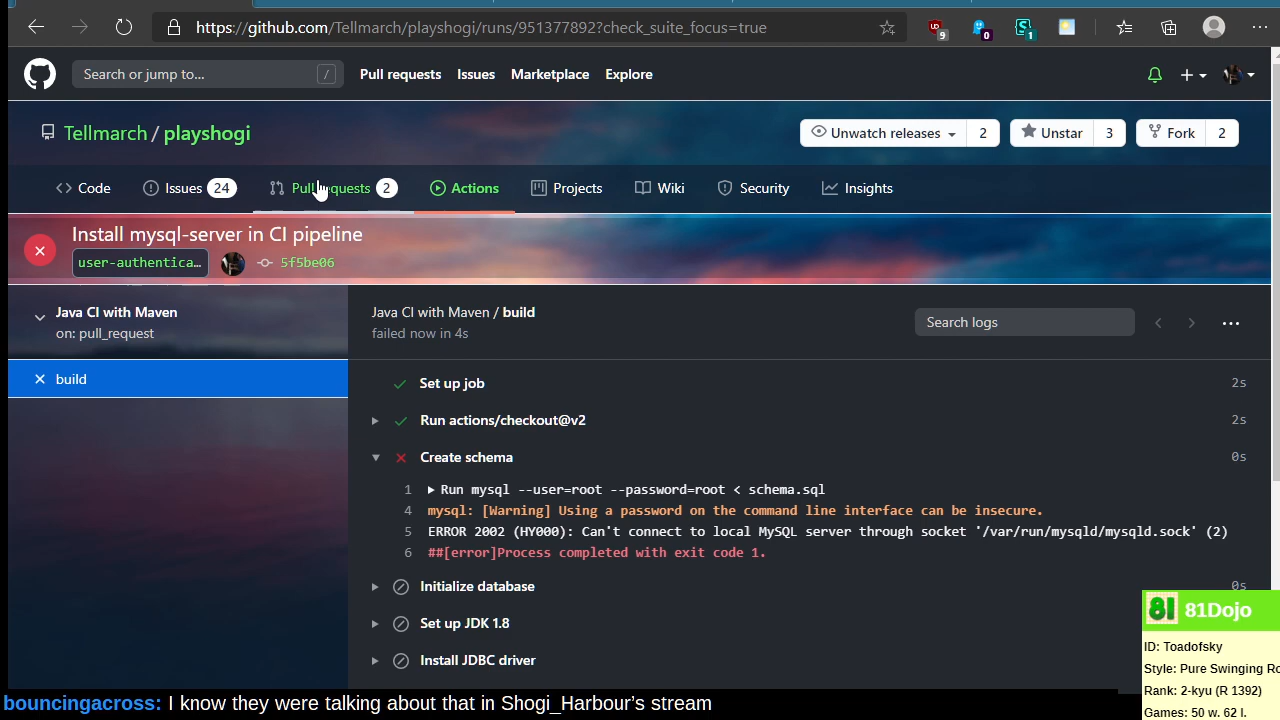 https://github.com/Tellmarch/playshogi/runs/951377892?check_suite_focus=true
9
0
1
Search or jump to...
/
Pull requests
Issues
Marketplace
Explore
Tellmarch / playshogi
Unwatch releases 2
Unstar 3
Fork 2
Code
Issues 24
Pull requests 2
Actions
Projects
Wiki
Security
Insights
Install mysql-server in CI pipeline
user-authentica…
5f5be06
Java CI with Maven
on: pull_request
build
Java CI with Maven / build
failed now in 4s
Search logs
Set up job 2s
Run actions/checkout@v2 2s
Create schema 0s
1 Run mysql --user=root --password=root < schema.sql
4 mysql: [Warning] Using a password on the command line interface can be insecure.
5 ERROR 2002 (HY000): Can't connect to local MySQL server through socket '/var/run/mysqld/mysqld.sock' (2)
6 ##[error]Process completed with exit code 1.
Initialize database 0s
Set up JDK 1.8
Install JDBC driver
81 81Dojo
ID: Toadofsky
Style: Pure Swinging Ro
Rank: 2-kyu (R 1392)
Games: 50 w. 62 l.
bouncingacross: I know they were talking about that in Shogi_Harbour's stream